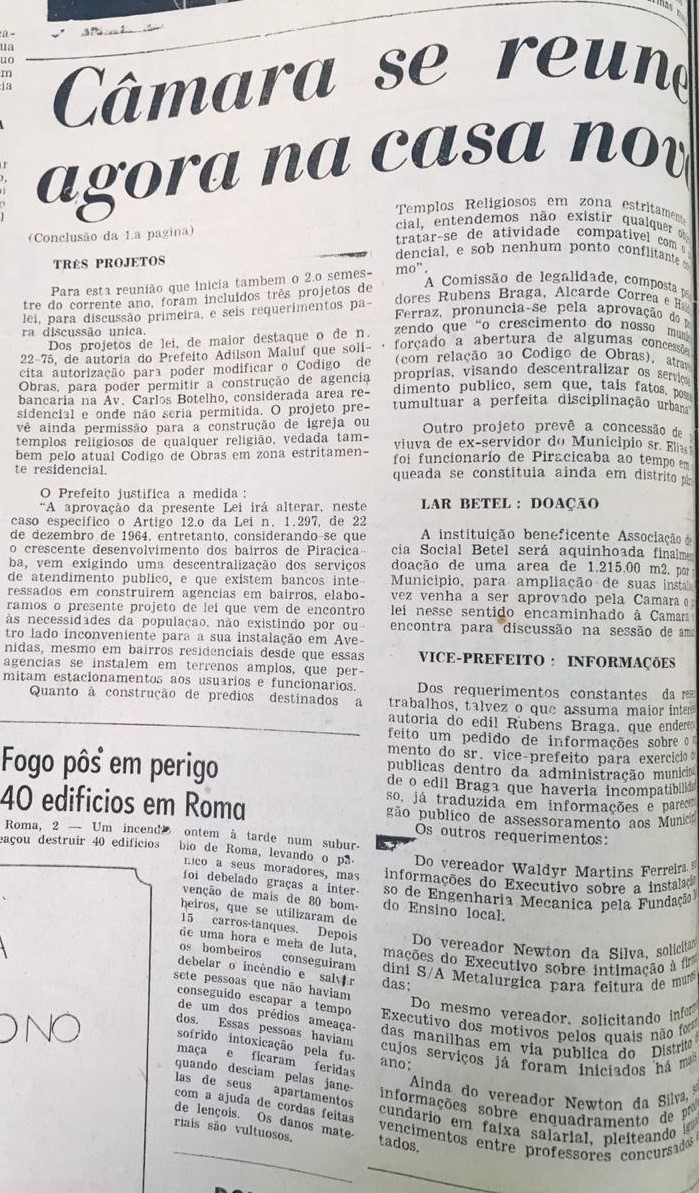 Câmara se reune
agora na casa nov
(Conclusão da 1.a pagina)
TRÊS PROJETOS
Para esta reunião que inicia tambem o 2.o semes-
tre do corrente ano, foram incluidos três projetos de
lei, para discussão primeira, e seis requerimentos pa-
ra discussão unica.
Dos projetos de lei, de maior destaque o de n.
22-75, de autoria do Prefeito Adilson Maluf que soli-
cita autorização para poder modificar o Codigo de
Obras, para poder permitir a construção de agencia
bancaria na Av. Carlos Botelho, considerada area re-
sidencial e onde não seria permitida. O projeto pre-
vê ainda permissão para a construção de igreja ou
templos religiosos de qualquer religião, vedada tam-
bem pelo atual Codigo de Obras em zona estritamen-
te residencial.
O Prefeito justifica a medida:
"A aprovação da presente Lei irá alterar, neste
caso especifico o Artigo 12.o da Lei n. 1.297, de 22
de dezembro de 1964, entretanto, considerando-se que
o crescente desenvolvimento dos bairros de Piracica-
ba, vem exigindo uma descentralização dos serviços
de atendimento publico, e que existem bancos inte-
ressados em construirem agencias em bairros, elabo-
ramos o presente projeto de lei que vem de encontro
às necessidades da população, não existindo por ou-
tro lado inconveniente para a sua instalação em Ave-
nidas, mesmo em bairros residenciais desde que essas
agencias se instalem em terrenos amplos, que per-
mitam estacionamentos aos usuarios e funcionarios.
Quanto à construção de predios destinados a
Templos Religiosos em zona estritamente
cial, entendemos não existir qualquer
tratar-se de atividade compativel com o
dencial, e sob nenhum ponto conflitante
mo".
A Comissão de legalidade, composta
dores Rubens Braga, Alcarde Correa e
Ferraz, pronuncia-se pela aprovação do
zendo que "o crescimento do nosso
forçado a abertura de algumas concessões
(com relação ao Codigo de Obras),
proprias, visando descentralizar os serviços
dimento publico, sem que, tais fatos,
tumultuar a perfeita disciplinação urbana"
Outro projeto prevê a concessão de
viuva de ex-servidor do Municipio sr. Elias
foi funcionario de Piracicaba ao tempo em
queada se constituia ainda em distrito
LAR BETEL: DOAÇÃO
A instituição beneficente Associação
cia Social Betel será aquinhoada
doação de uma area de 1.215,00 m2, por
Municipio, para ampliação de suas
vez venha a ser aprovado pela Camara o
lei nesse sentido encaminhado à Camara
encontra para discussão na sessão de
VICE-PREFEITO: INFORMAÇÕES
Dos requerimentos constantes da
trabalhos, talvez o que assuma maior
autoria do edil Rubens Braga, que
feito um pedido de informações sobre o
mento do sr. vice-prefeito para exercicio
publicas dentro da administração
de o edil Braga que haveria
so, já traduzida em informações e
gão publico de assessoramento aos
Os outros requerimentos:
Do vereador Waldyr Martins Ferreira,
informações do Executivo sobre a
so de Engenharia Mecanica pela Fundação
do Ensino local.
Do vereador Newton da Silva,
mações do Executivo sobre intimação à
dini S/A Metalurgica para feitura de muros
das;
Do mesmo vereador, solicitando
Executivo dos motivos pelos quais não
das manilhas em via publica do Distrito
cujos serviços já foram iniciados há mais
ano;
Ainda do vereador Newton da Silva,
informações sobre enquadramento de
cundario em faixa salarial, pleiteando
vencimentos entre professores concursados
tados.
Fogo pôs em perigo
40 edificios em Roma
Roma, 2 — Um
eaçou destruir 40 edificios
ontem à tarde num subur-
bio de Roma, levando o pâ-
nico a seus moradores, mas
foi debelado graças a inter-
venção de mais de 80 bom-
beiros, que se utilizaram de
15 carros-tanques. Depois
de uma hora e meia de luta,
os bombeiros conseguiram
debelar o incêndio e salvar
sete pessoas que não haviam
conseguido escapar a tempo
de um dos prédios ameaça-
dos. Essas pessoas haviam
sofrido intoxicação pela fu-
maça e ficaram feridas
quando desciam pelas jane-
las de seus apartamentos
com a ajuda de cordas feitas
de lençois. Os danos mate-
riais são vultuosos.
ONO